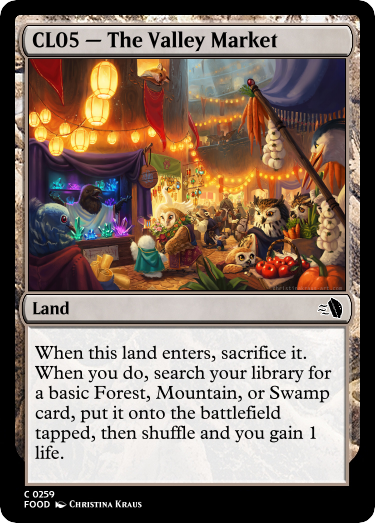 CL05 — The Valley Market
Land
When this land enters, sacrifice it.
When you do, search your library for
a basic Forest, Mountain, or Swamp
card, put it onto the battlefield
tapped, then shuffle and you gain 1
life.
C 0259
FOOD Christina Kraus